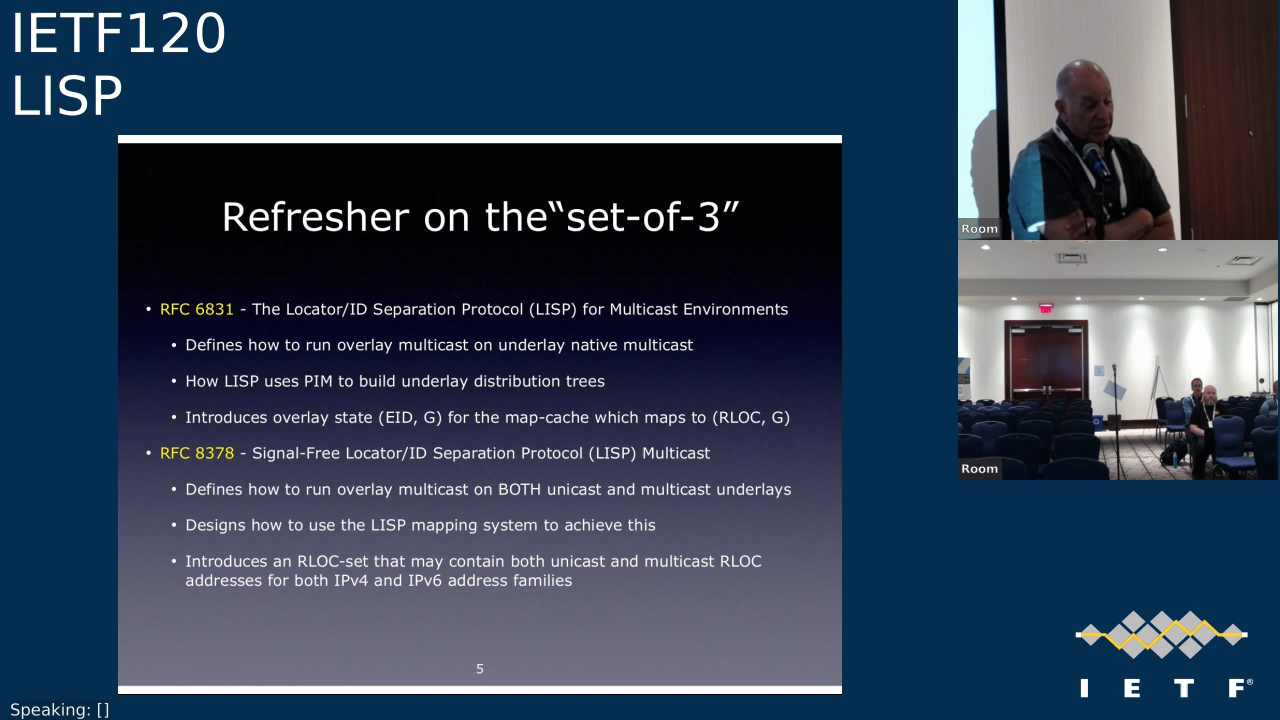 IETF120
LISP
Refresher on the“set-of-3”
• RFC 6831 - The Locator/ID Separation Protocol (LISP) for Multicast Environments
• Defines how to run overlay multicast on underlay native multicast
• How LISP uses PIM to build underlay distribution trees
• Introduces overlay state (EID, G) for the map-cache which maps to (RLOC, G)
• RFC 8378 - Signal-Free Locator/ID Separation Protocol (LISP) Multicast
• Defines how to run overlay multicast on BOTH unicast and multicast underlays
• Designs how to use the LISP mapping system to achieve this
• Introduces an RLOC-set that may contain both unicast and multicast RLOC
addresses for both IPv4 and IPv6 address families
5
Room
Room
I E T F®
Speaking: []